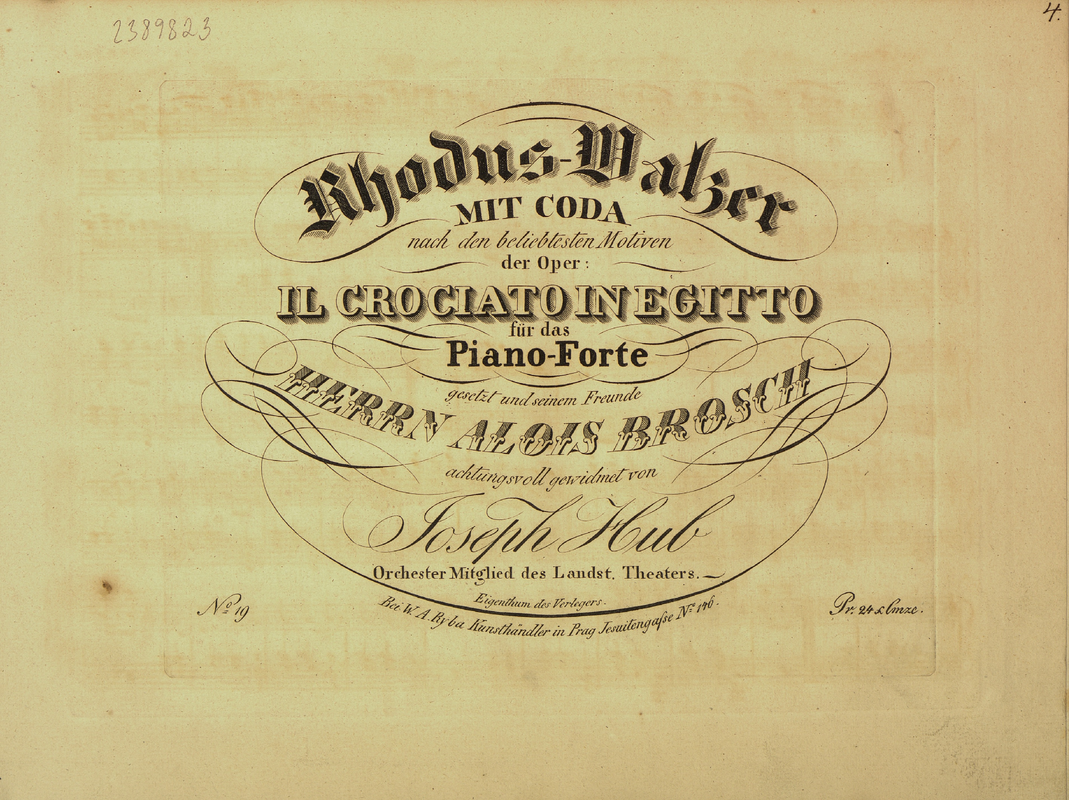 2389823
4.
Rhodus-Walzer
MIT CODA
nach den beliebtesten Motiven
der Oper:
IL CROCIATO IN EGITTO
für das
Piano-Forte
gesetzt und seinem Freunde
HERRN ALOIS BROSCH
achtungsvoll gewidmet von
Joseph Hub
Orchester Mitglied des Landst. Theaters.
Eigenthum des Verlegers.
Bei W. A. Ryba Kunsthändler in Prag Jesuitengaſse No. 146.
No. 19
Pr. 24 x Cmze.